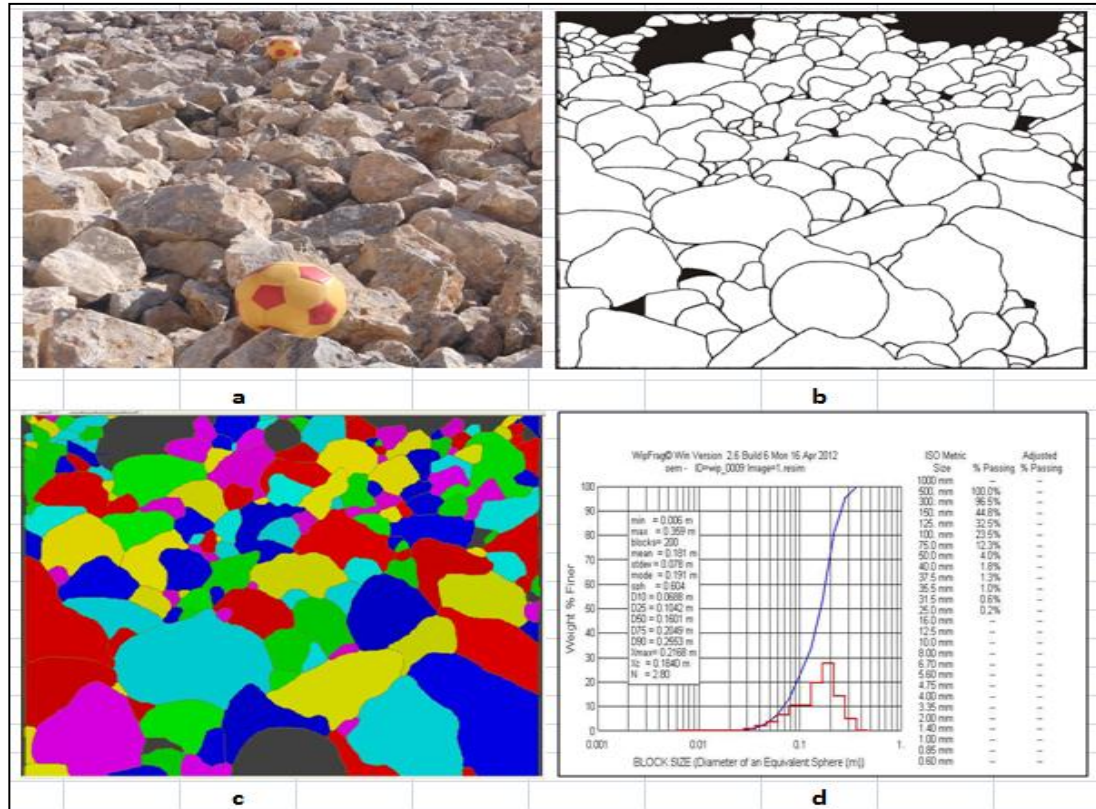 a
b
WipFrag© Win Version 2.6 Build 6 Mon 16 Apr 2012
sem - ID=wip_0009 Image=1.resim
Weight % Finer
100
90
80
70
60
50
40
30
20
10
0
min = 0.006 m
max = 0.359 m
blocks= 200
mean = 0.181 m
stdev = 0.078 m
mode = 0.191 m
sph = 0.604
D10 = 0.0688 m
D25 = 0.1042 m
D50 = 0.1601 m
D75 = 0.2049 m
D90 = 0.2553 m
Xmax= 0.2168 m
Xc = 0.1840 m
N = 2.80
0.001 0.01 0.1 1.
BLOCK SIZE (Diameter of an Equivalent Sphere (m))
ISO Metric Adjusted
Size % Passing % Passing
1000 mm -- --
500. mm 100.0% --
300. mm 96.5% --
150. mm 44.8% --
125. mm 32.5% --
100. mm 23.5% --
75.0 mm 12.3% --
50.0 mm 4.0% --
40.0 mm 1.8% --
37.5 mm 1.3% --
35.5 mm 1.0% --
31.5 mm 0.6% --
25.0 mm 0.2% --
16.0 mm -- --
12.5 mm -- --
10.0 mm -- --
8.00 mm -- --
6.70 mm -- --
5.60 mm -- --
4.75 mm -- --
4.00 mm -- --
3.35 mm -- --
2.00 mm -- --
1.40 mm -- --
1.00 mm -- --
0.85 mm -- --
0.60 mm -- --
c
d